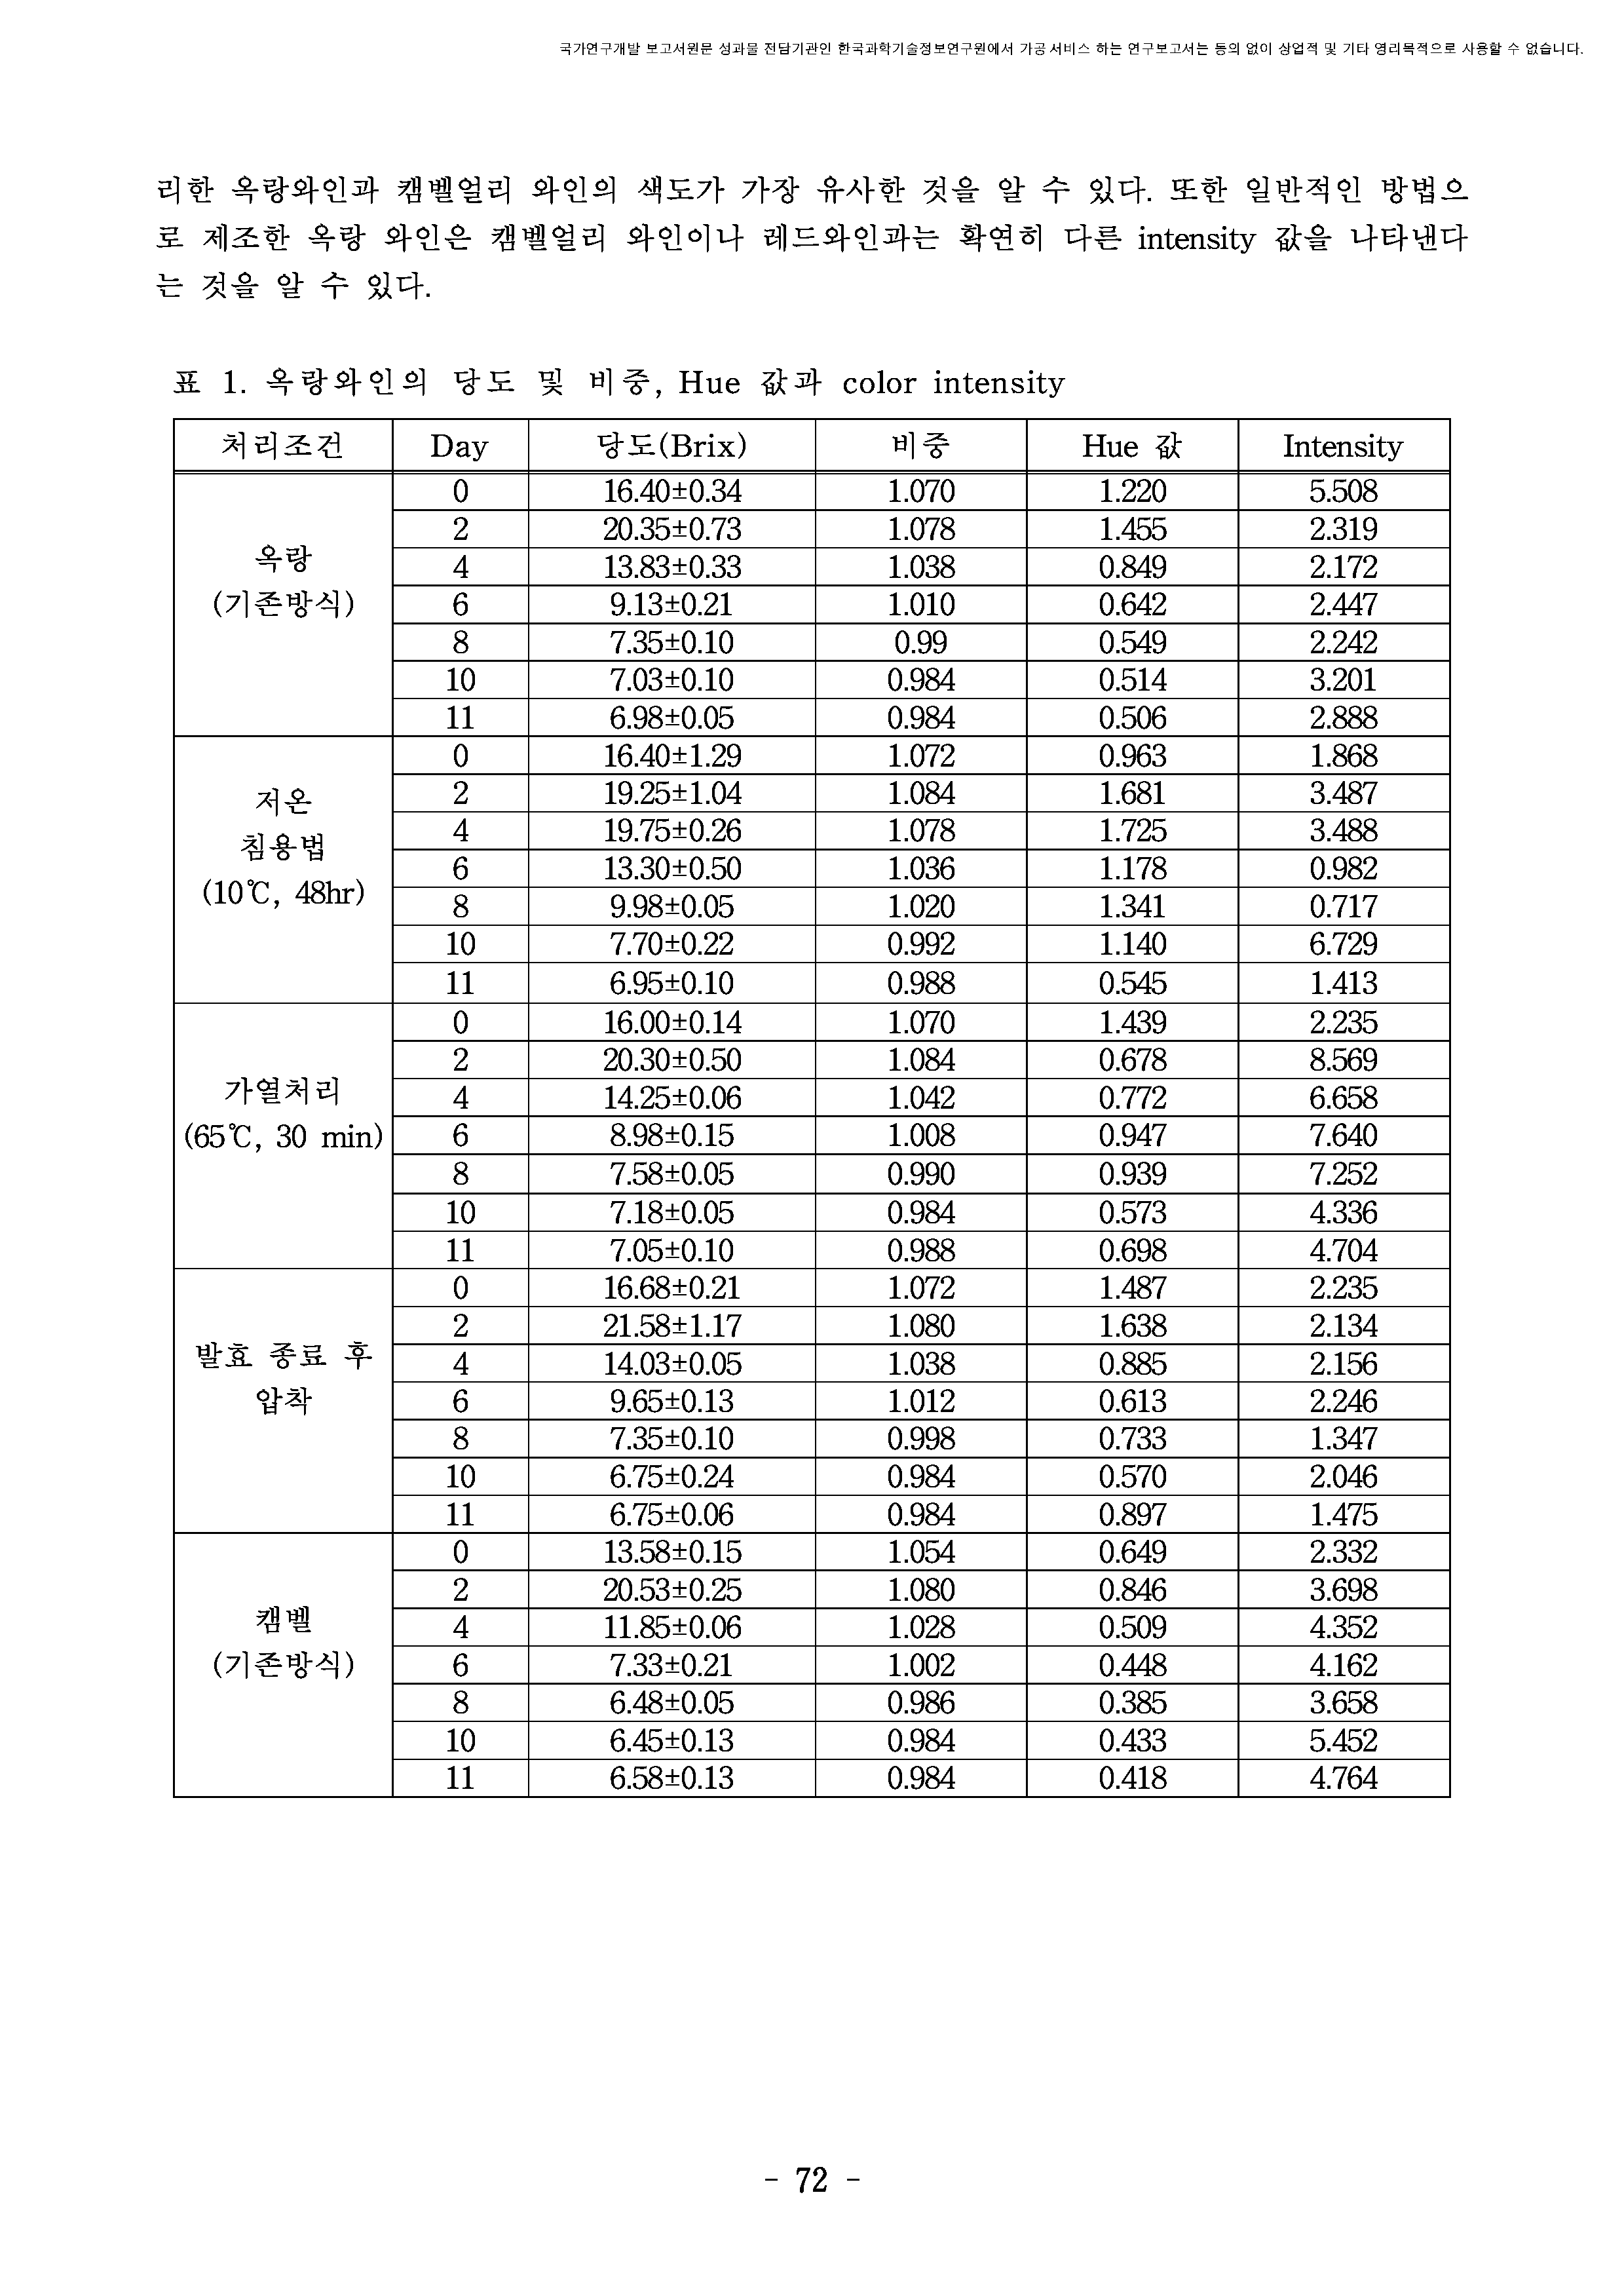 국가연구개발 보고서원문 성과물 전담기관인 한국과학기술정보연구원에서 가공·서비스 하는 연구보고서는 동의 없이 상업적 및 기타 영리목적으로 사용할 수 없습니다.
리한 옥랑와인과 캠벨얼리 와인의 색도가 가장 유사한 것을 알 수 있다. 또한 일반적인 방법으
로 제조한 옥랑 와인은 캠벨얼리 와인이나 레드와인과는 확연히 다른 intensity 값을 나타낸다
는 것을 알 수 있다.
표 1. 옥랑와인의 당도 및 비중, Hue 값과 color intensity
처리조건 Day 당도(Brix) 비중 Hue 값 Intensity
옥랑
(기존방식)
0 16.40±0.34 1.070 1.220 5.508
2 20.35±0.73 1.078 1.455 2.319
4 13.83±0.33 1.038 0.849 2.172
6 9.13±0.21 1.010 0.642 2.447
8 7.35±0.10 0.99 0.549 2.242
10 7.03±0.10 0.984 0.514 3.201
11 6.98±0.05 0.984 0.506 2.888
저온
침용법
(10℃, 48hr)
0 16.40±1.29 1.072 0.963 1.868
2 19.25±1.04 1.084 1.681 3.487
4 19.75±0.26 1.078 1.725 3.488
6 13.30±0.50 1.036 1.178 0.982
8 9.98±0.05 1.020 1.341 0.717
10 7.70±0.22 0.992 1.140 6.729
11 6.95±0.10 0.988 0.545 1.413
가열처리
(65℃, 30 min)
0 16.00±0.14 1.070 1.439 2.235
2 20.30±0.50 1.084 0.678 8.569
4 14.25±0.06 1.042 0.772 6.658
6 8.98±0.15 1.008 0.947 7.640
8 7.58±0.05 0.990 0.939 7.252
10 7.18±0.05 0.984 0.573 4.336
11 7.05±0.10 0.988 0.698 4.704
발효 종료 후
압착
0 16.68±0.21 1.072 1.487 2.235
2 21.58±1.17 1.080 1.638 2.134
4 14.03±0.05 1.038 0.885 2.156
6 9.65±0.13 1.012 0.613 2.246
8 7.35±0.10 0.998 0.733 1.347
10 6.75±0.24 0.984 0.570 2.046
11 6.75±0.06 0.984 0.897 1.475
캠벨
(기존방식)
0 13.58±0.15 1.054 0.649 2.332
2 20.53±0.25 1.080 0.846 3.698
4 11.85±0.06 1.028 0.509 4.352
6 7.33±0.21 1.002 0.448 4.162
8 6.48±0.05 0.986 0.385 3.658
10 6.45±0.13 0.984 0.433 5.452
11 6.58±0.13 0.984 0.418 4.764
- 72 -